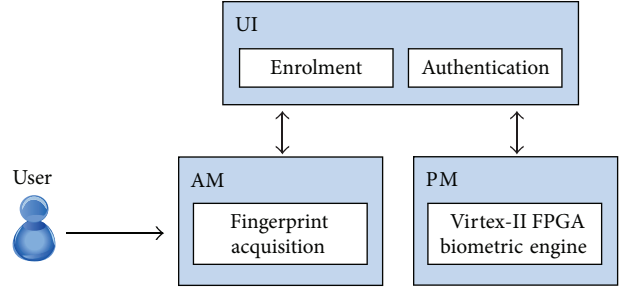 UI
Enrolment
Authentication
User
AM
Fingerprint
acquisition
PM
Virtex-II FPGA
biometric engine